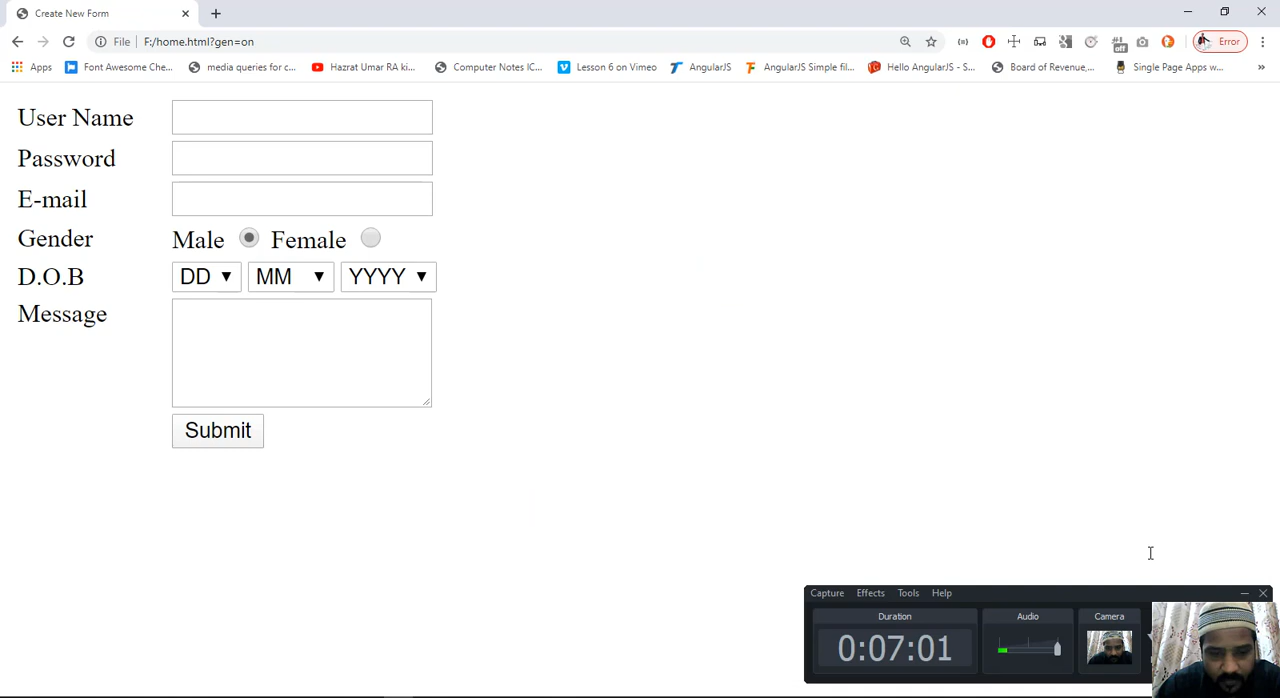 Create New Form
File F:/home.html?gen=on Error
Apps Font Awesome Che... media queries for c... Hazrat Umar RA ki... Computer Notes IC... Lesson 6 on Vimeo AngularJS AngularJS Simple fil... Hello AngularJS - S... Board of Revenue,... Single Page Apps w... »
User Name
Password
E-mail
Gender Male Female
D.O.B DD MM YYYY
Message
Submit
Capture Effects Tools Help
Duration Audio Camera
0:07:01